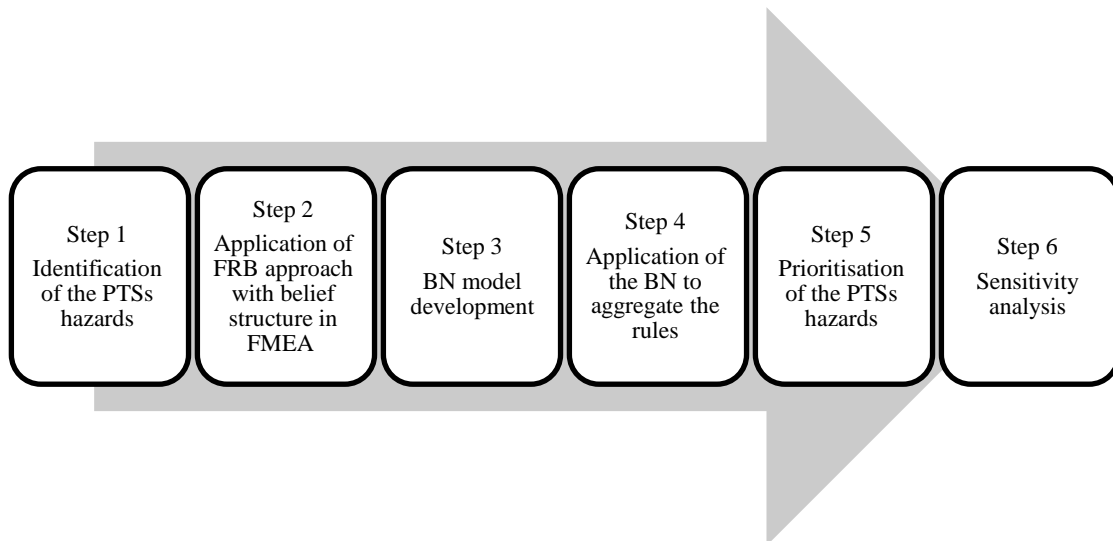 Step 1
Identification
of the PTSs
hazards
Step 2
Application of
FRB approach
with belief
structure in
FMEA
Step 3
BN model
development
Step 4
Application of
the BN to
aggregate the
rules
Step 5
Prioritisation
of the PTSs
hazards
Step 6
Sensitivity
analysis